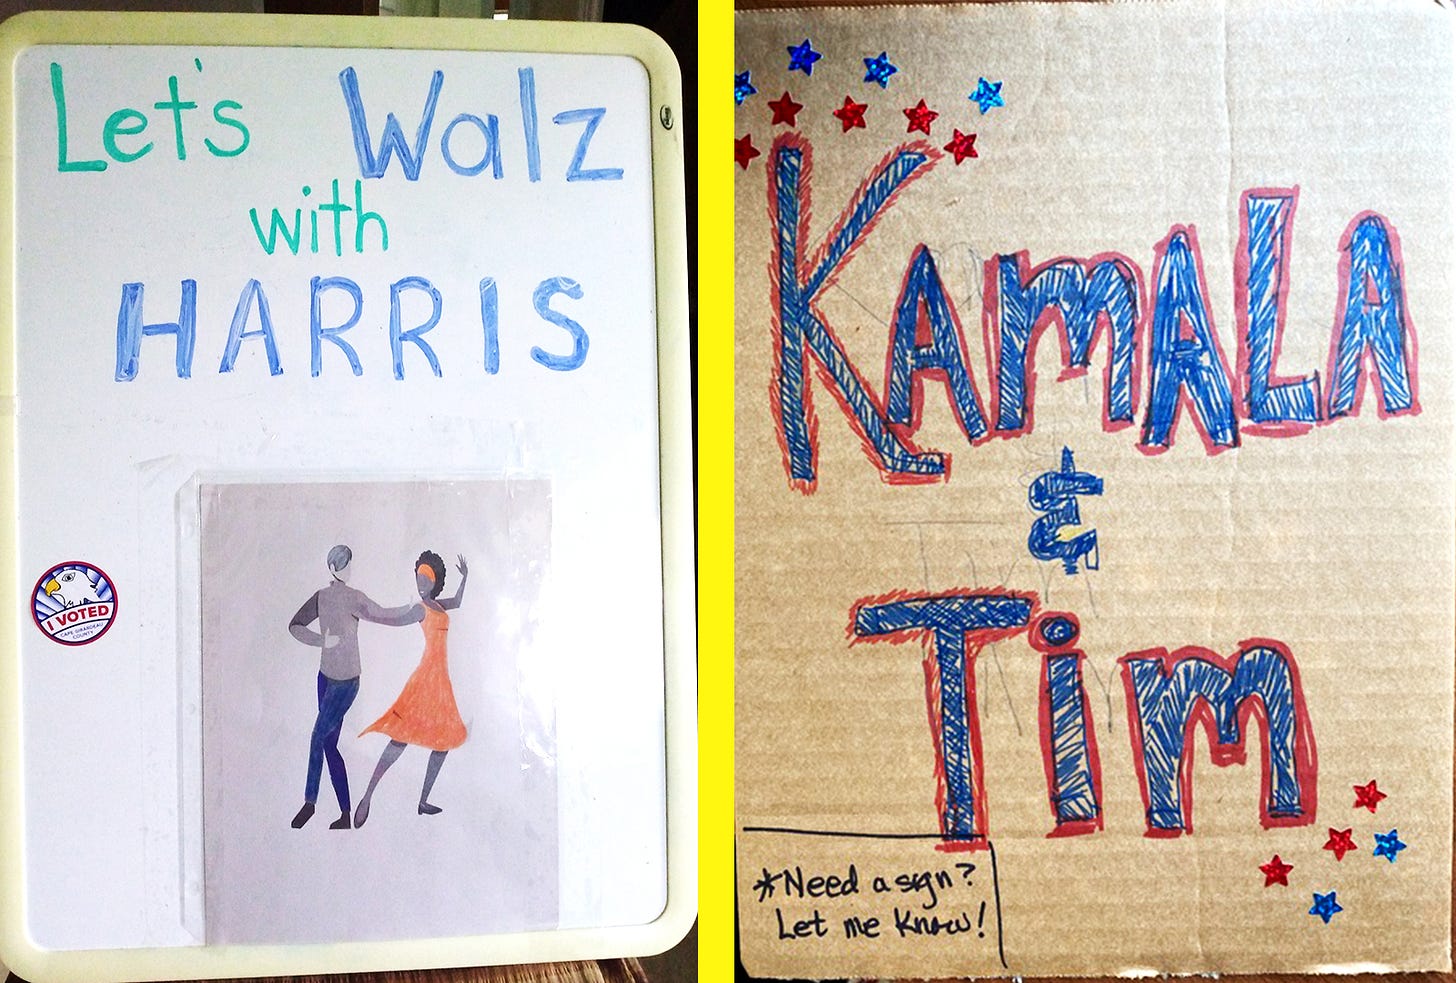 Let's Walz
with
HARRIS
I VOTED
CAPE GIRARDEAU
COUNTY
KAmALA
&
Tim
*Need a sign?
Let me know!